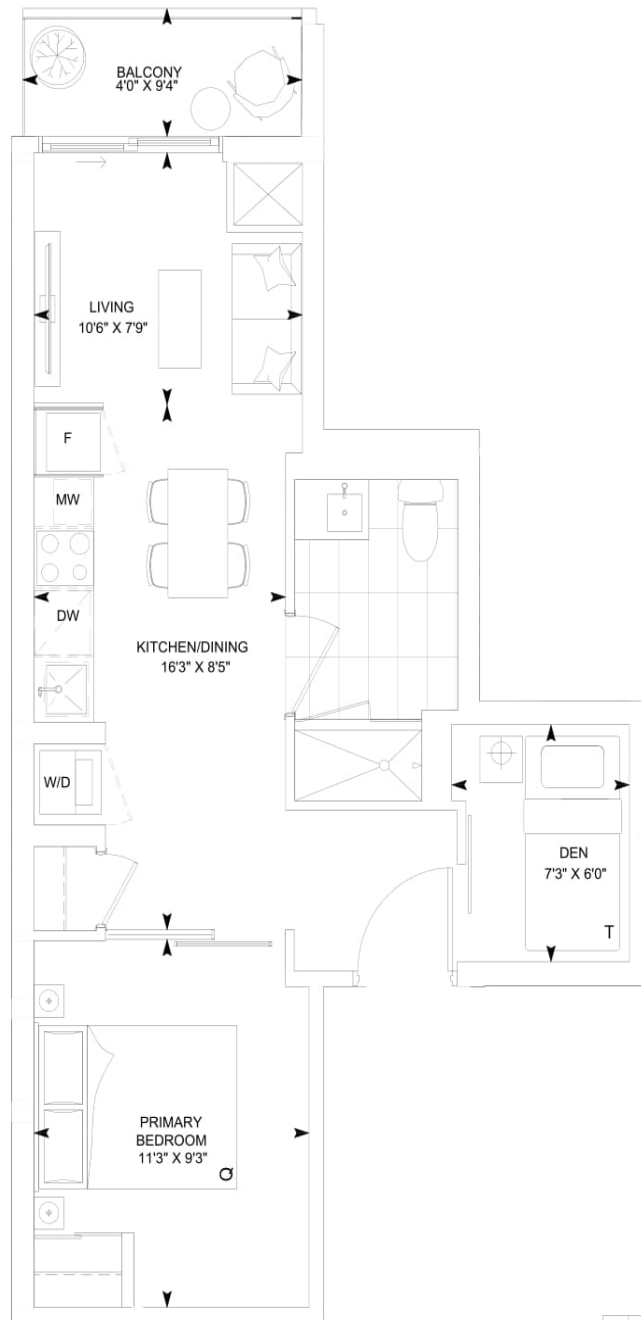 BALCONY
4'0" X 9'4"
LIVING
10'6" X 7'9"
F
MW
DW
KITCHEN/DINING
16'3" X 8'5"
W/D
DEN
7'3" X 6'0"
T
PRIMARY
BEDROOM
11'3" X 9'3"
Q